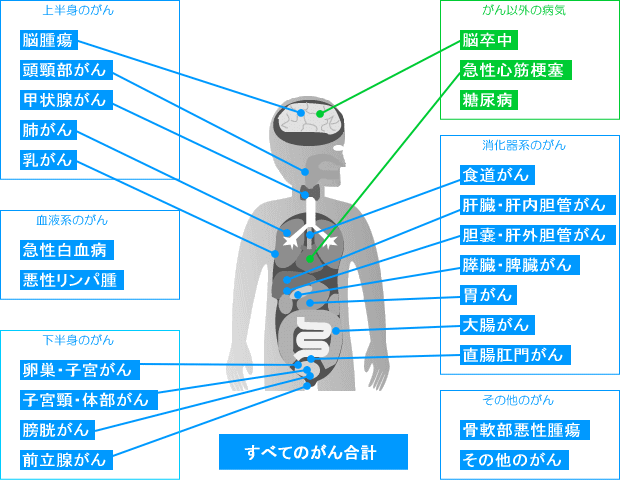 上半身のがん
脳腫瘍
頭頸部がん
甲状腺がん
肺がん
乳がん
血液系のがん
急性白血病
悪性リンパ腫
下半身のがん
卵巣・子宮がん
子宮頸・体部がん
膀胱がん
前立腺がん
がん以外の病気
脳卒中
急性心筋梗塞
糖尿病
消化器系のがん
食道がん
肝臓・肝内胆管がん
胆嚢・肝外胆管がん
膵臓・脾臓がん
胃がん
大腸がん
直腸肛門がん
その他のがん
骨軟部悪性腫瘍
その他のがん
すべてのがん合計